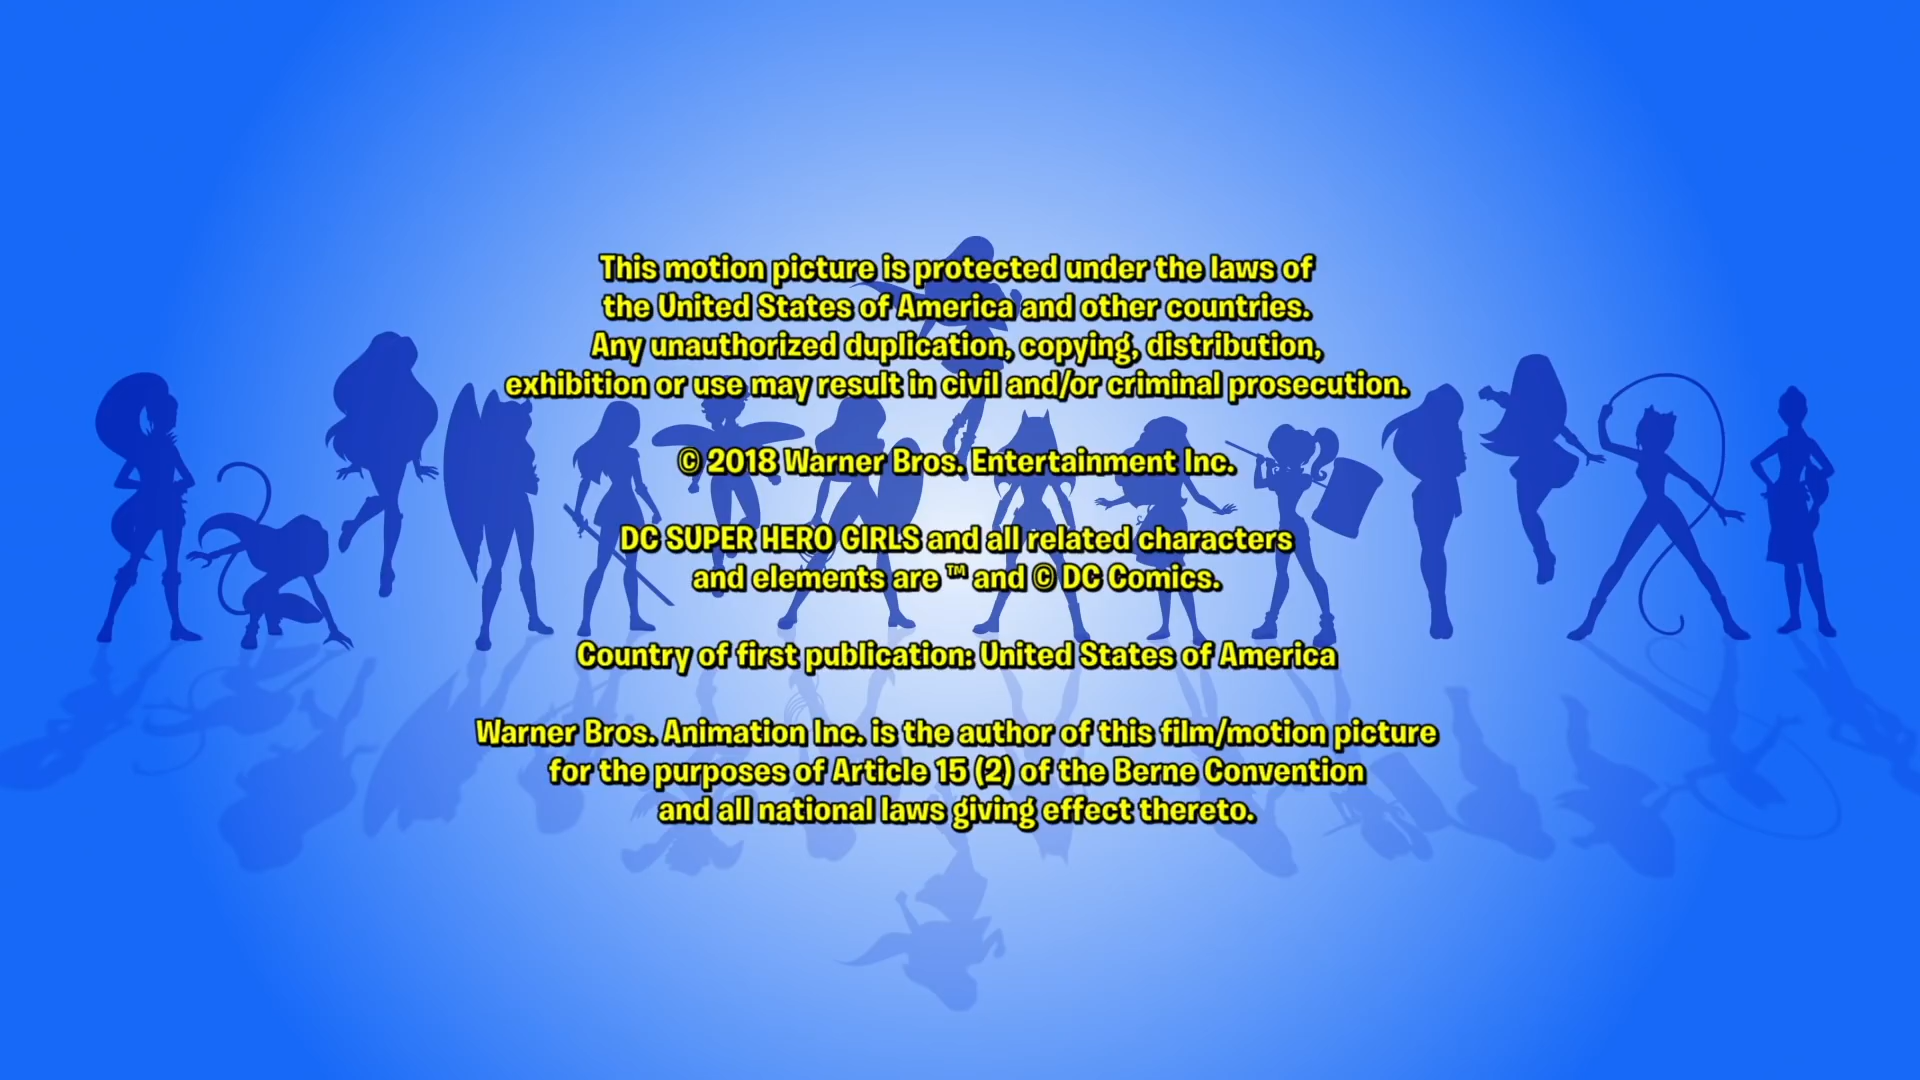 This motion picture is protected under the laws of
the United States of America and other countries.
Any unauthorized duplication, copying, distribution,
exhibition or use may result in civil and/or criminal prosecution.
© 2018 Warner Bros. Entertainment Inc.
DC SUPER HERO GIRLS and all related characters
and elements are ™ and © DC Comics.
Country of first publication: United States of America
Warner Bros. Animation Inc. is the author of this film/motion picture
for the purposes of Article 15 (2) of the Berne Convention
and all national laws giving effect thereto.